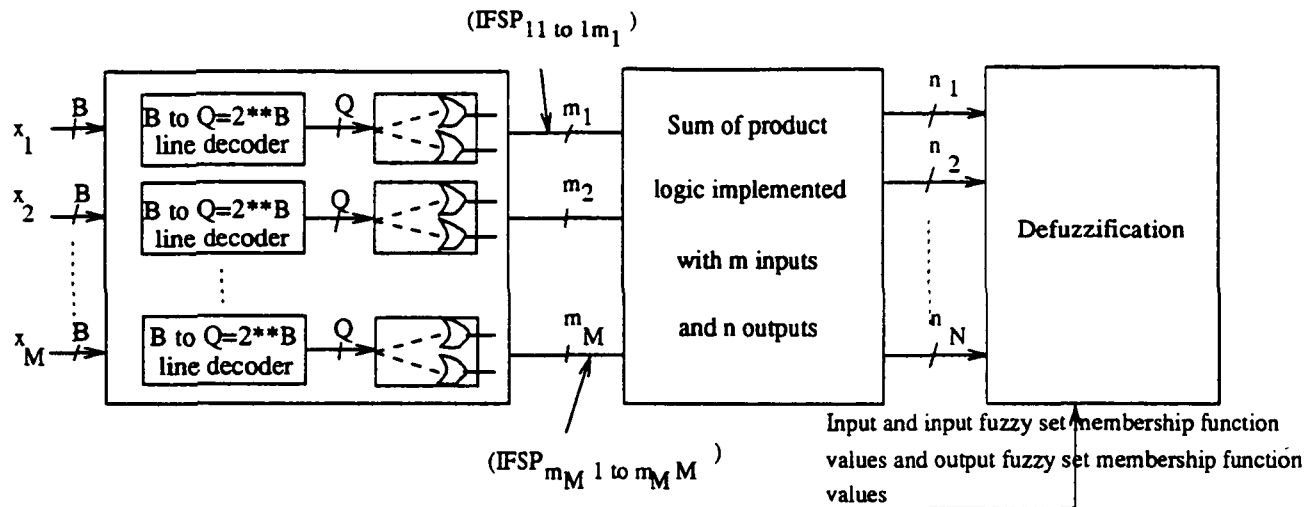 (IFSP11 to 1m1)
x1
B
B to Q=2**B
line decoder
Q
m1
x2
B
B to Q=2**B
line decoder
Q
m2
xM
B
B to Q=2**B
line decoder
Q
mM
(IFSPmM 1 to mM M)
Sum of product
logic implemented
with m inputs
and n outputs
n1
n2
nN
Defuzzification
Input and input fuzzy set membership function
values and output fuzzy set membership function
values